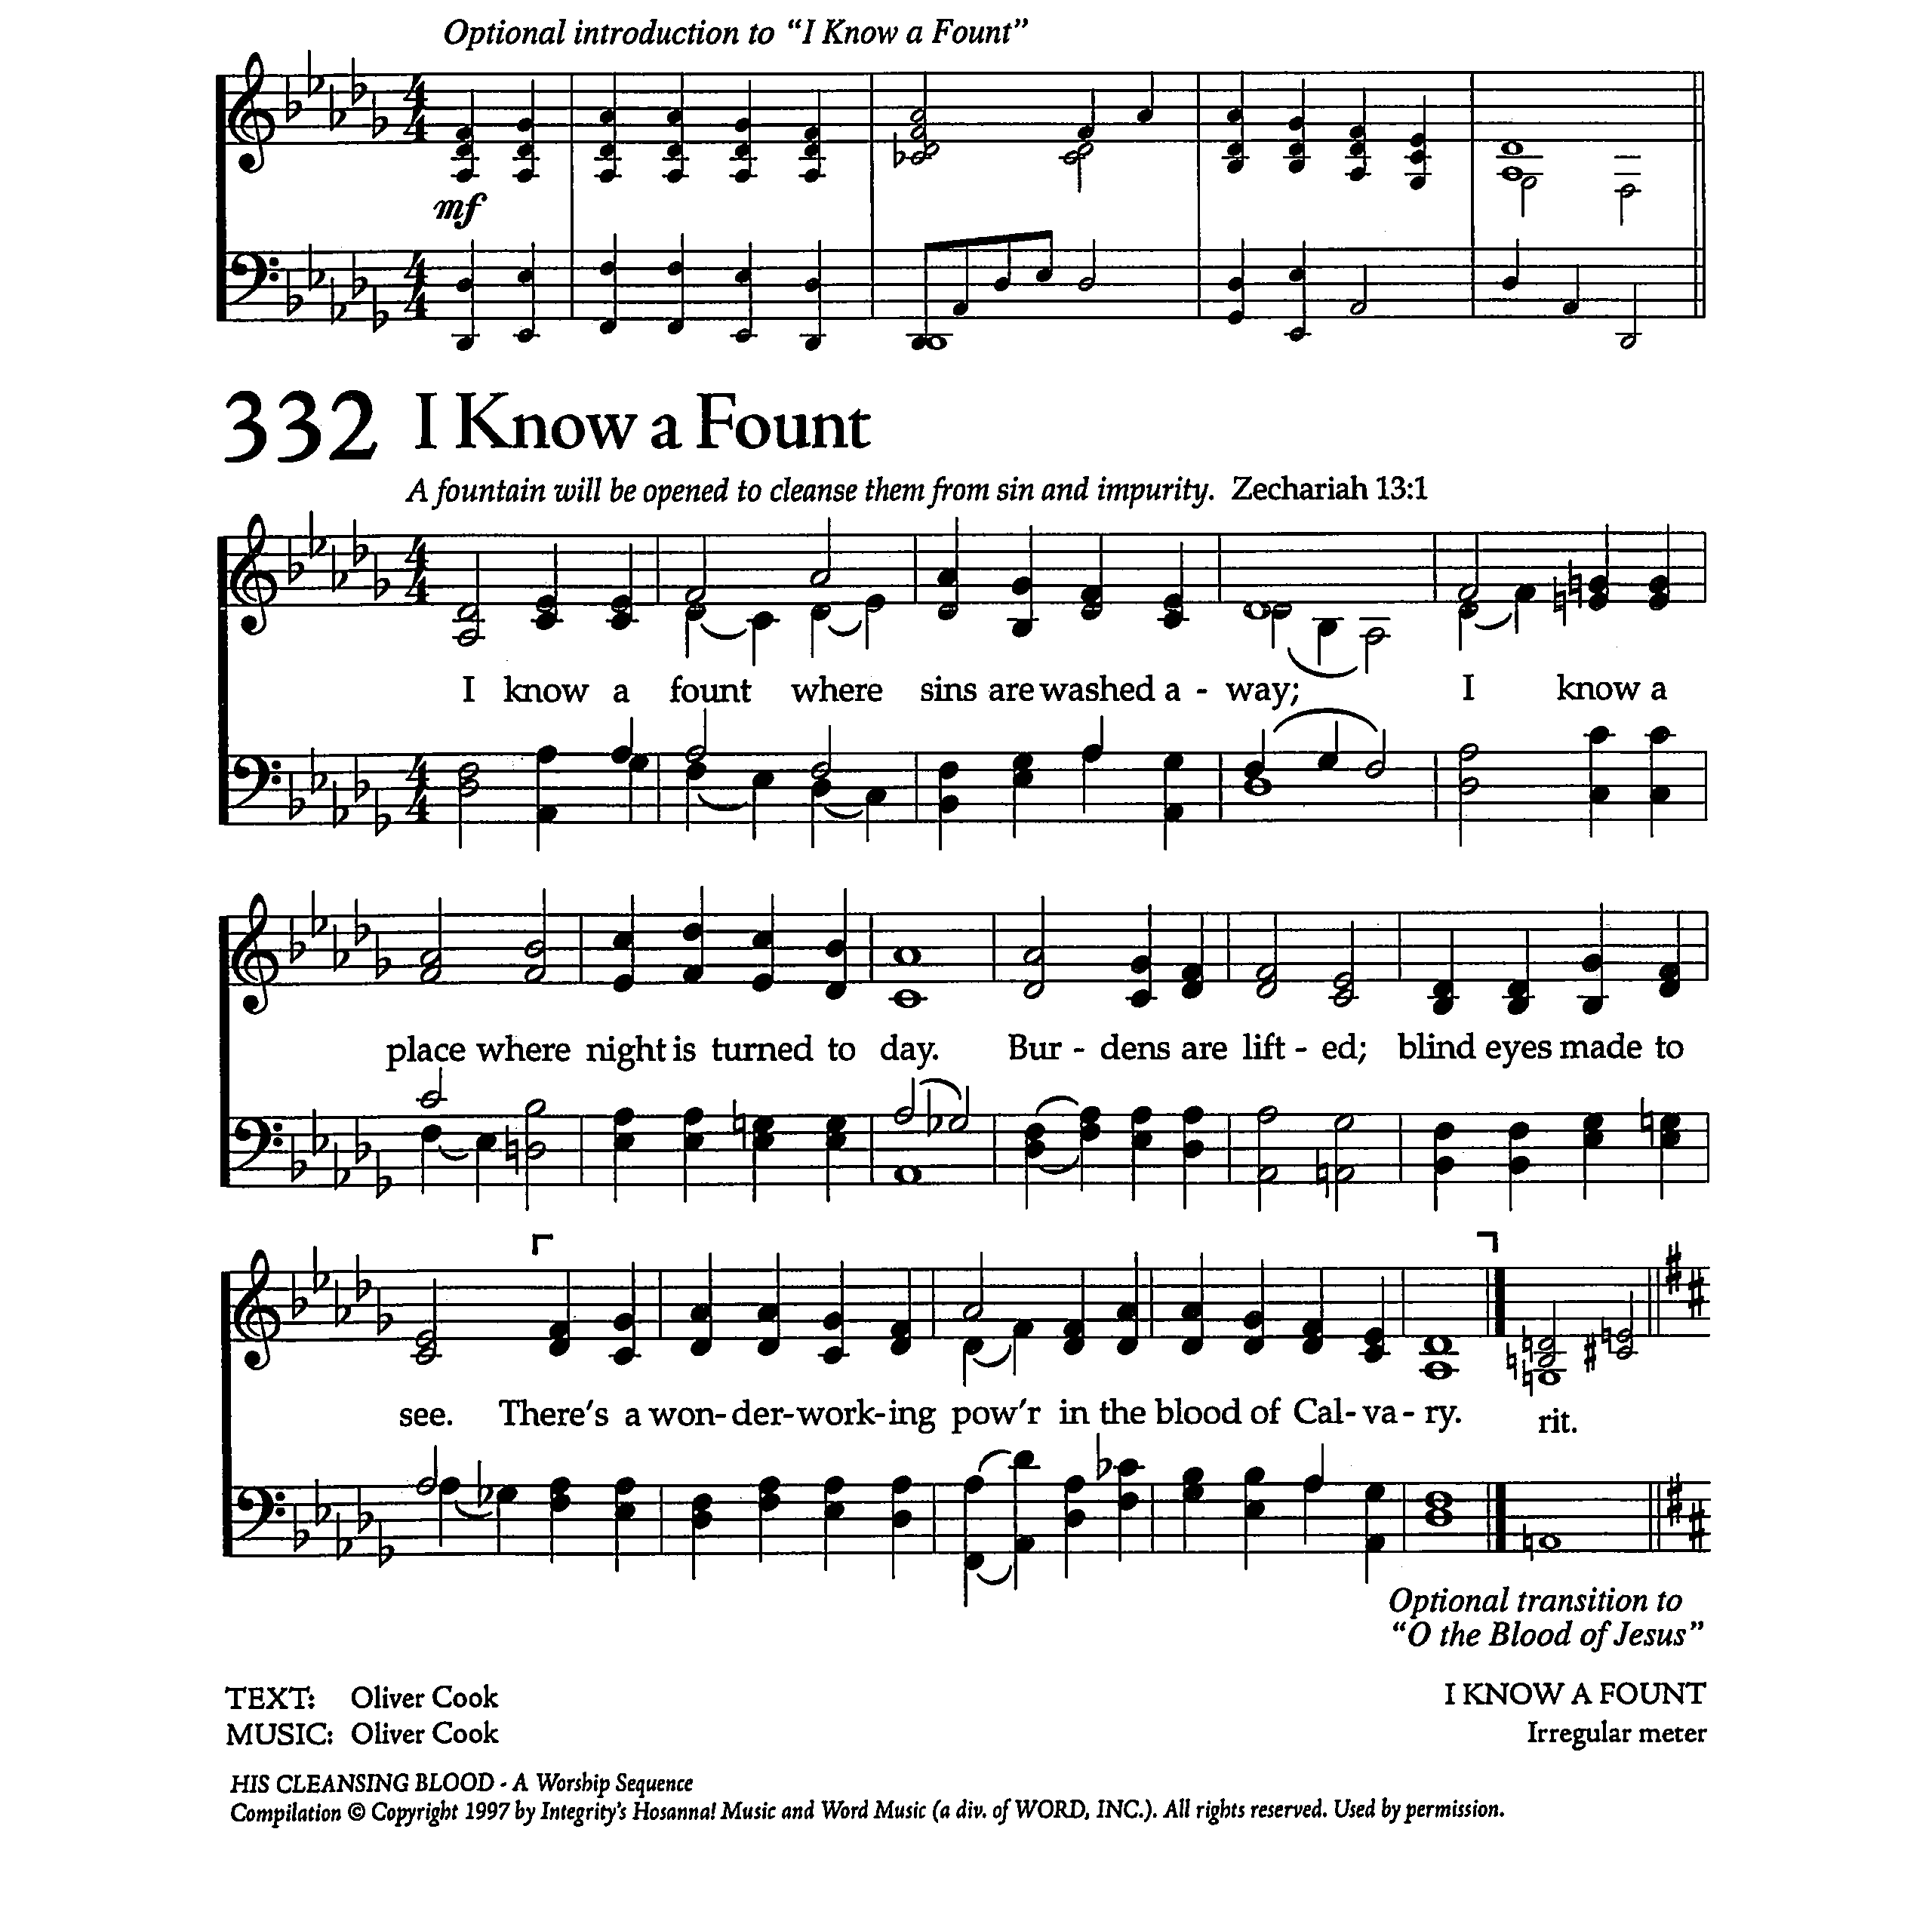 Optional introduction to “I Know a Fount”
mf
332 I Know a Fount
A fountain will be opened to cleanse them from sin and impurity. Zechariah 13:1
I know a fount where sins are washed a - way; I know a
place where night is turned to day. Bur - dens are lift - ed; blind eyes made to
see. There's a won- der-work-ing pow'r in the blood of Cal- va - ry. rit.
Optional transition to
“O the Blood of Jesus”
TEXT: Oliver Cook
I KNOW A FOUNT
MUSIC: Oliver Cook
Irregular meter
HIS CLEANSING BLOOD - A Worship Sequence
Compilation © Copyright 1997 by Integrity's Hosanna! Music and Word Music (a div. of WORD, INC.). All rights reserved. Used by permission.